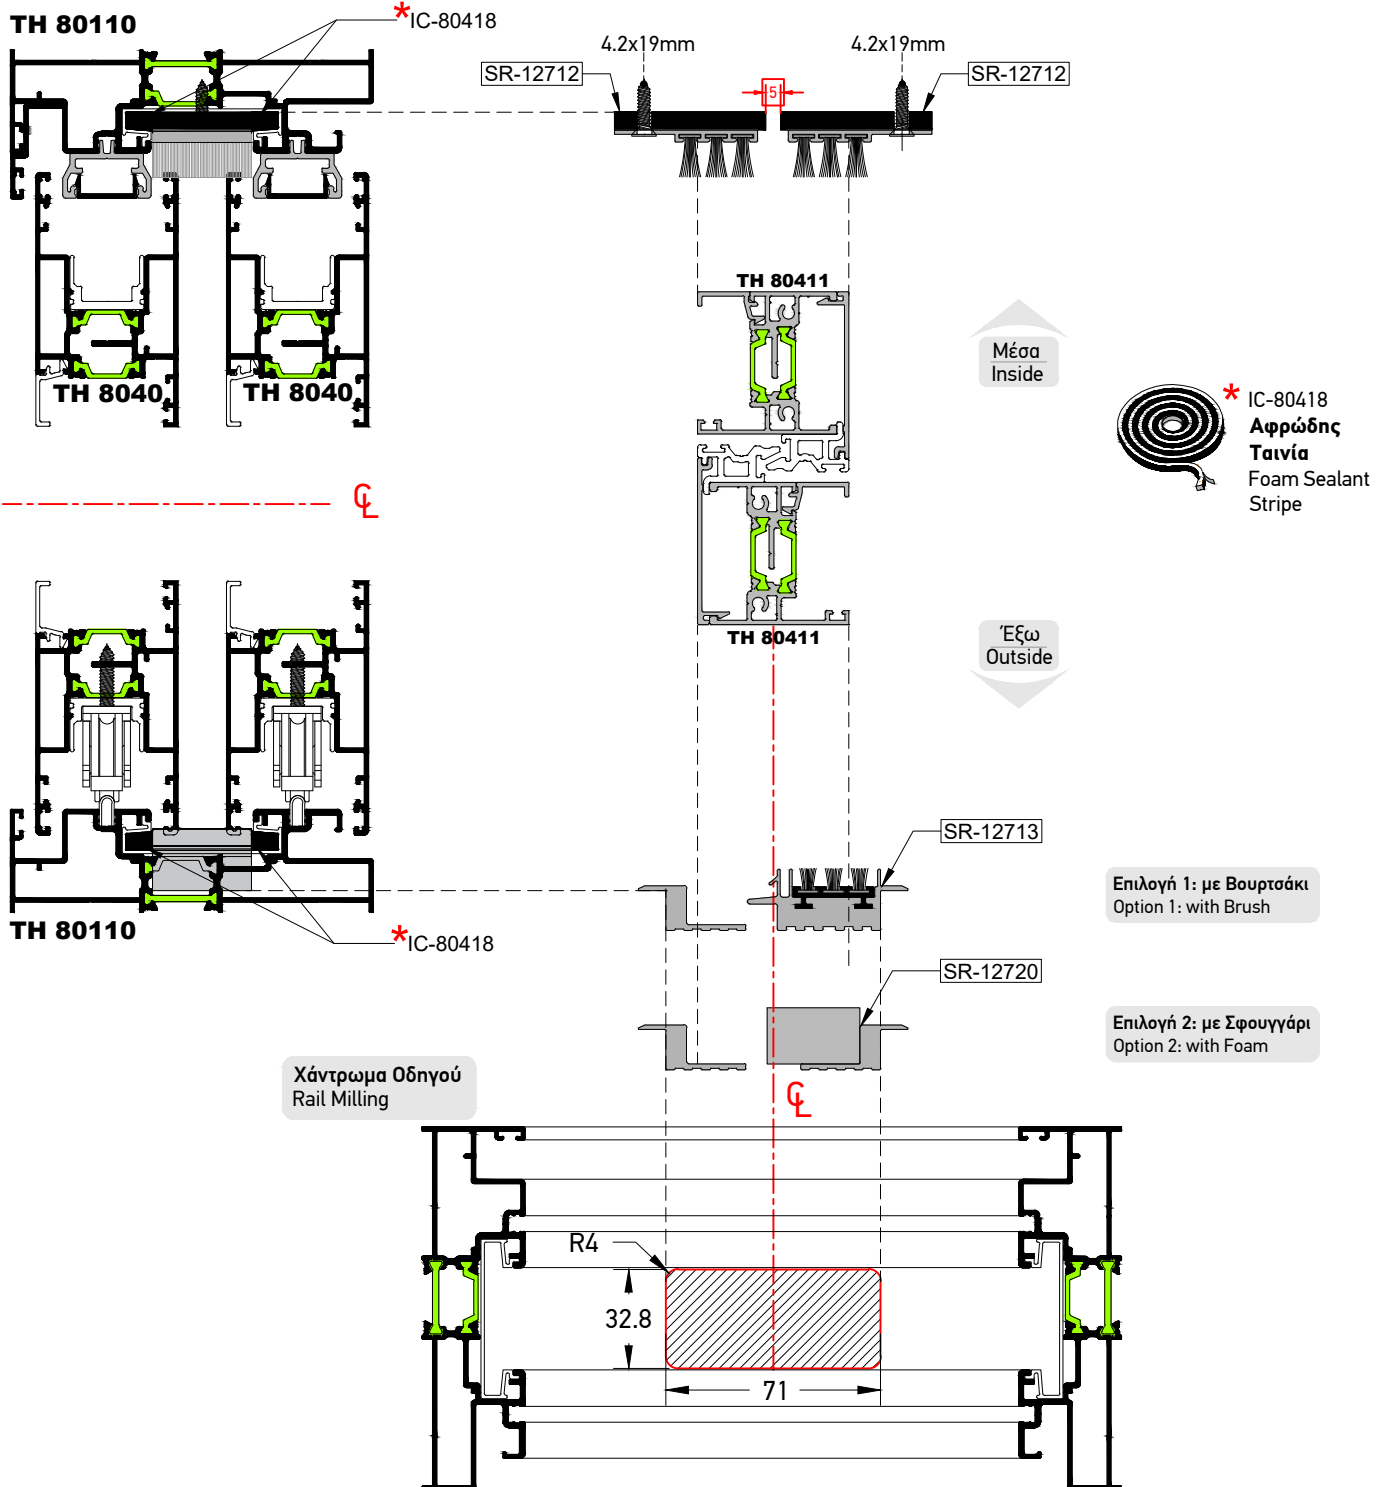 TH 80110
*IC-80418
4.2x19mm
4.2x19mm
SR-12712
5
SR-12712
TH 80411
Μέσα
Inside
TH 8040
TH 8040
* IC-80418
Αφρώδης
Ταινία
Foam Sealant
Stripe
℄
TH 80411
Έξω
Outside
SR-12713
Επιλογή 1: με Βουρτσάκι
Option 1: with Brush
TH 80110
*IC-80418
SR-12720
Επιλογή 2: με Σφουγγάρι
Option 2: with Foam
Χάντρωμα Οδηγού
Rail Milling
℄
R4
32.8
71